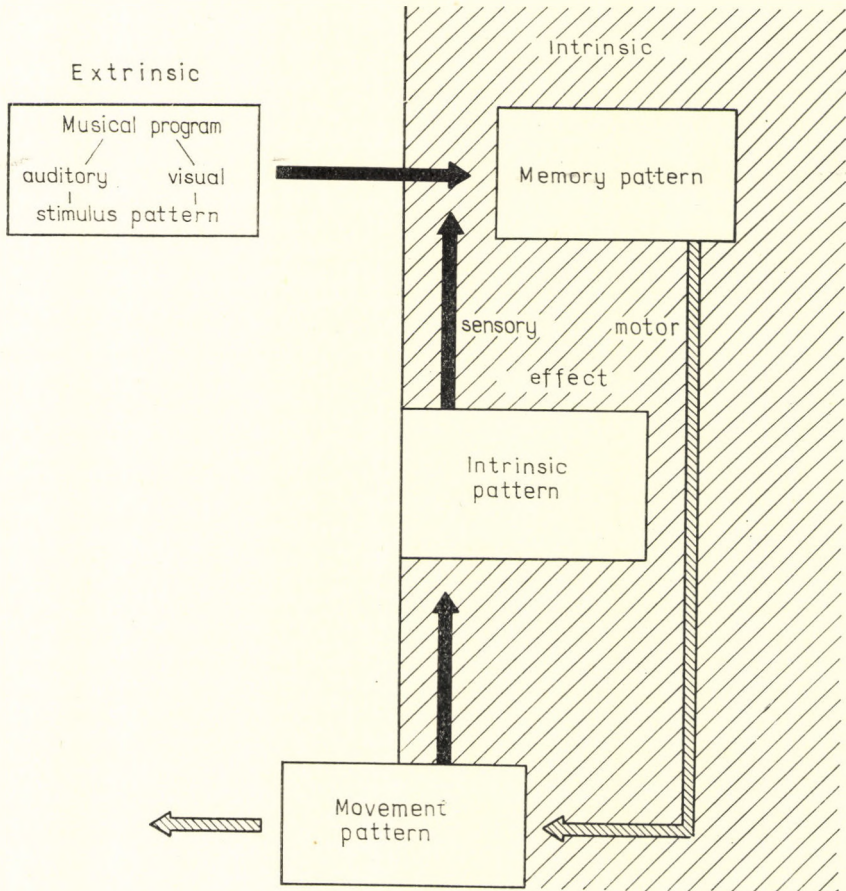 Extrinsic
Intrinsic
Musical program
auditory visual
stimulus pattern
Memory pattern
sensory motor
effect
Intrinsic
pattern
Movement
pattern